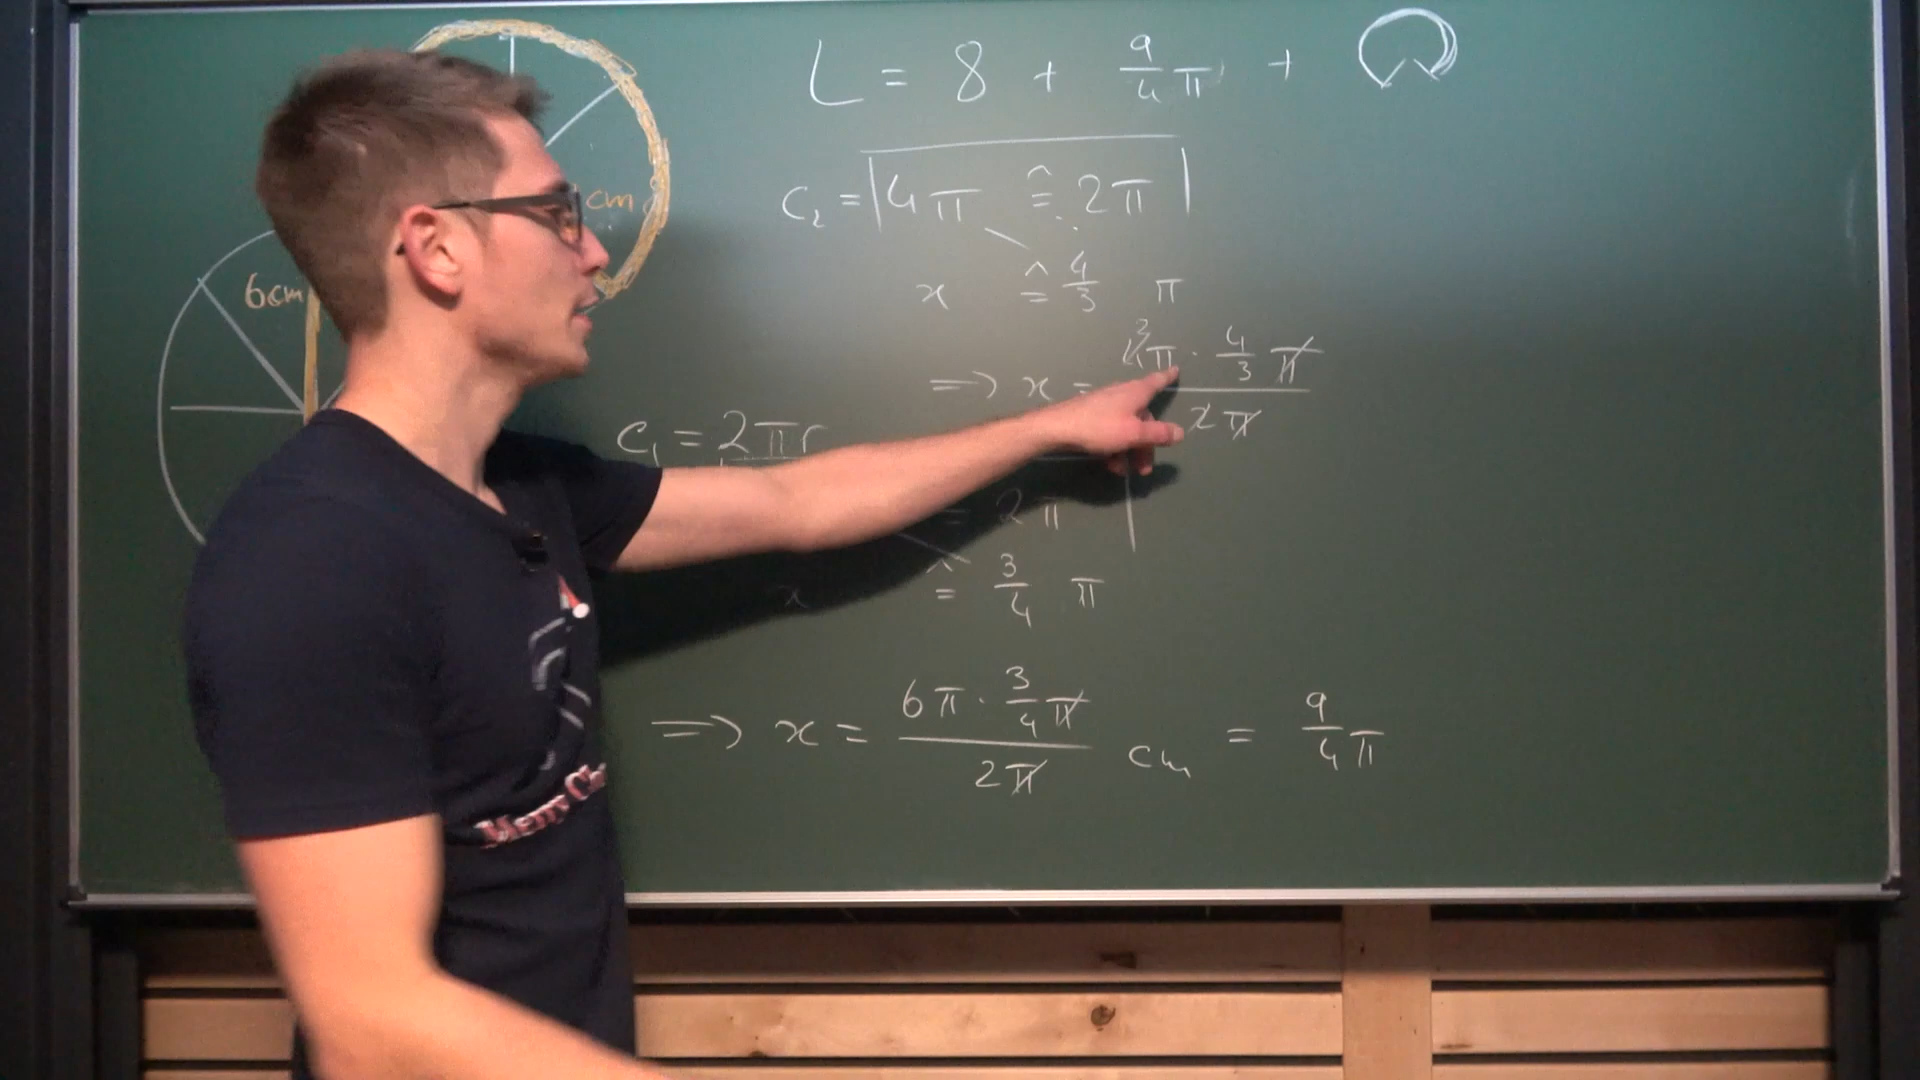 L = 8 + 9/4 π +
C₂ = 4π ≙ 2π
cm
x ≙ 4/3 π
6cm
⟹ x = π · 4/3 π / 2π
C₁ = 2πr
= 2π
x ≙ 3/4 π
⟹ x = 6π · 3/4 π / 2π cm = 9/4 π
Merry